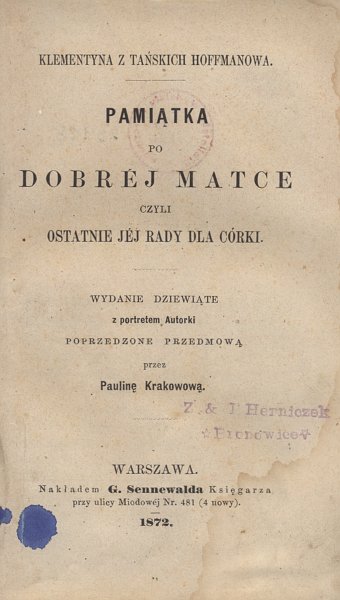 KLEMENTYNA Z TAŃSKICH HOFFMANOWA.
PAMIĄTKA
PO
DOBRÉJ MATCE
CZYLI
OSTATNIE JÉJ RADY DLA CÓRKI.
WYDANIE DZIEWIĄTE
z portretem Autorki
POPRZEDZONE PRZEDMOWĄ
przez
Paulinę Krakowową.
Z. & J Herniczek
WARSZAWA.
Nakładem G. Sennewalda Księgarza
przy ulicy Miodowéj Nr. 481 (4 nowy).
1872.